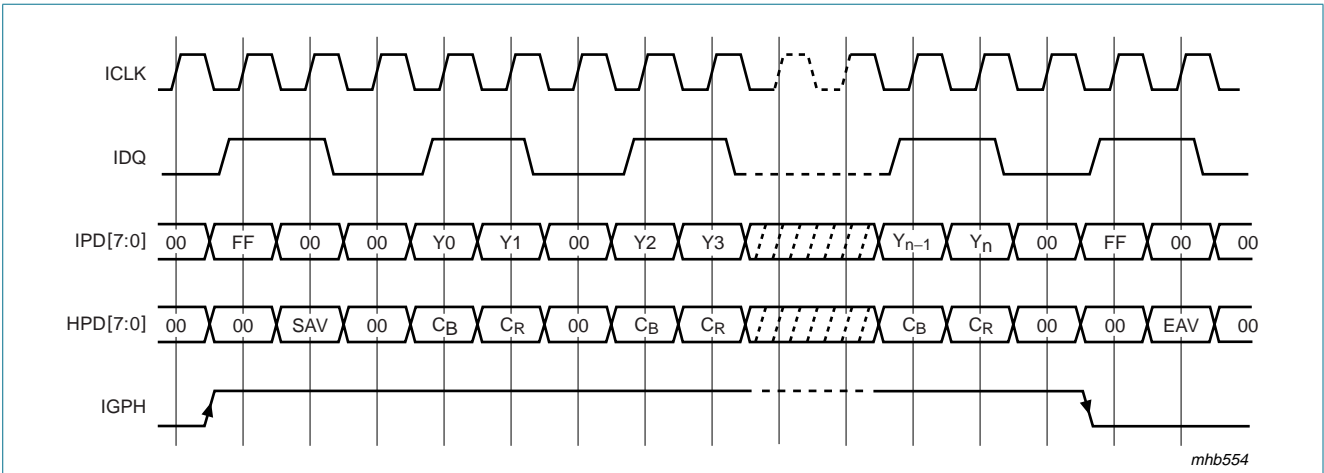 ICLK
IDQ
IPD[7:0] 00 FF 00 00 Y0 Y1 00 Y2 Y3 Yn–1 Yn 00 FF 00 00
HPD[7:0] 00 00 SAV 00 CB CR 00 CB CR CB CR 00 00 EAV 00
IGPH
mhb554